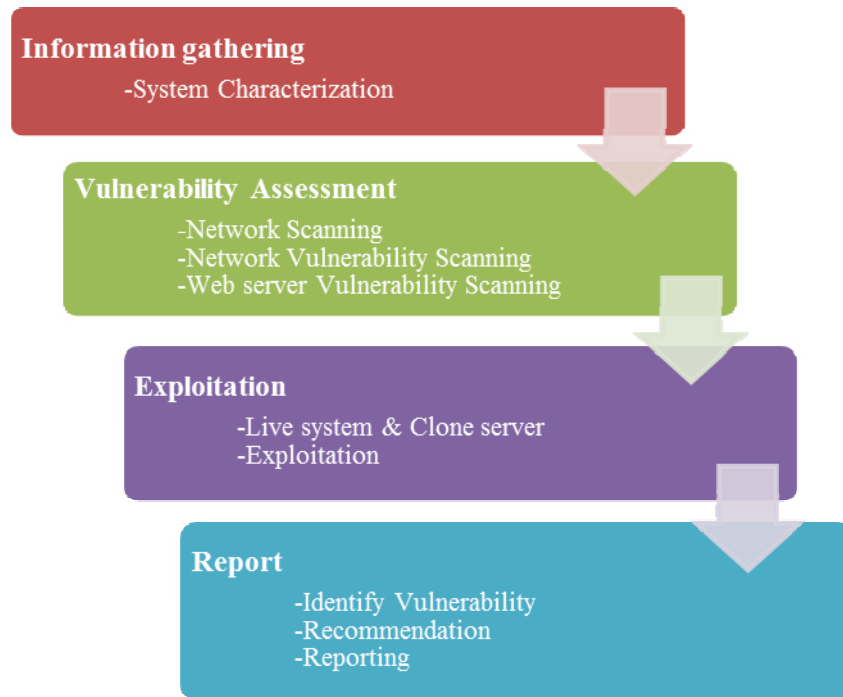 Information gathering
-System Characterization
Vulnerability Assessment
-Network Scanning
-Network Vulnerability Scanning
-Web server Vulnerability Scanning
Exploitation
-Live system & Clone server
-Exploitation
Report
-Identify Vulnerability
-Recommendation
-Reporting